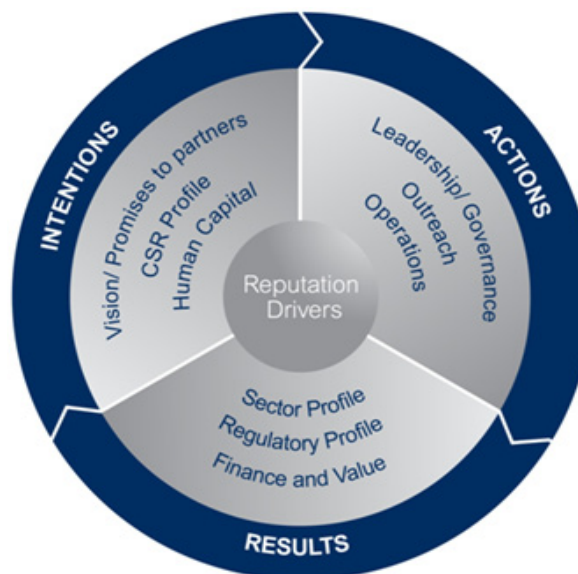 INTENTIONS
Vision/ Promises to partners
CSR Profile
Human Capital
ACTIONS
Leadership/ Governance
Outreach
Operations
Reputation
Drivers
Sector Profile
Regulatory Profile
Finance and Value
RESULTS